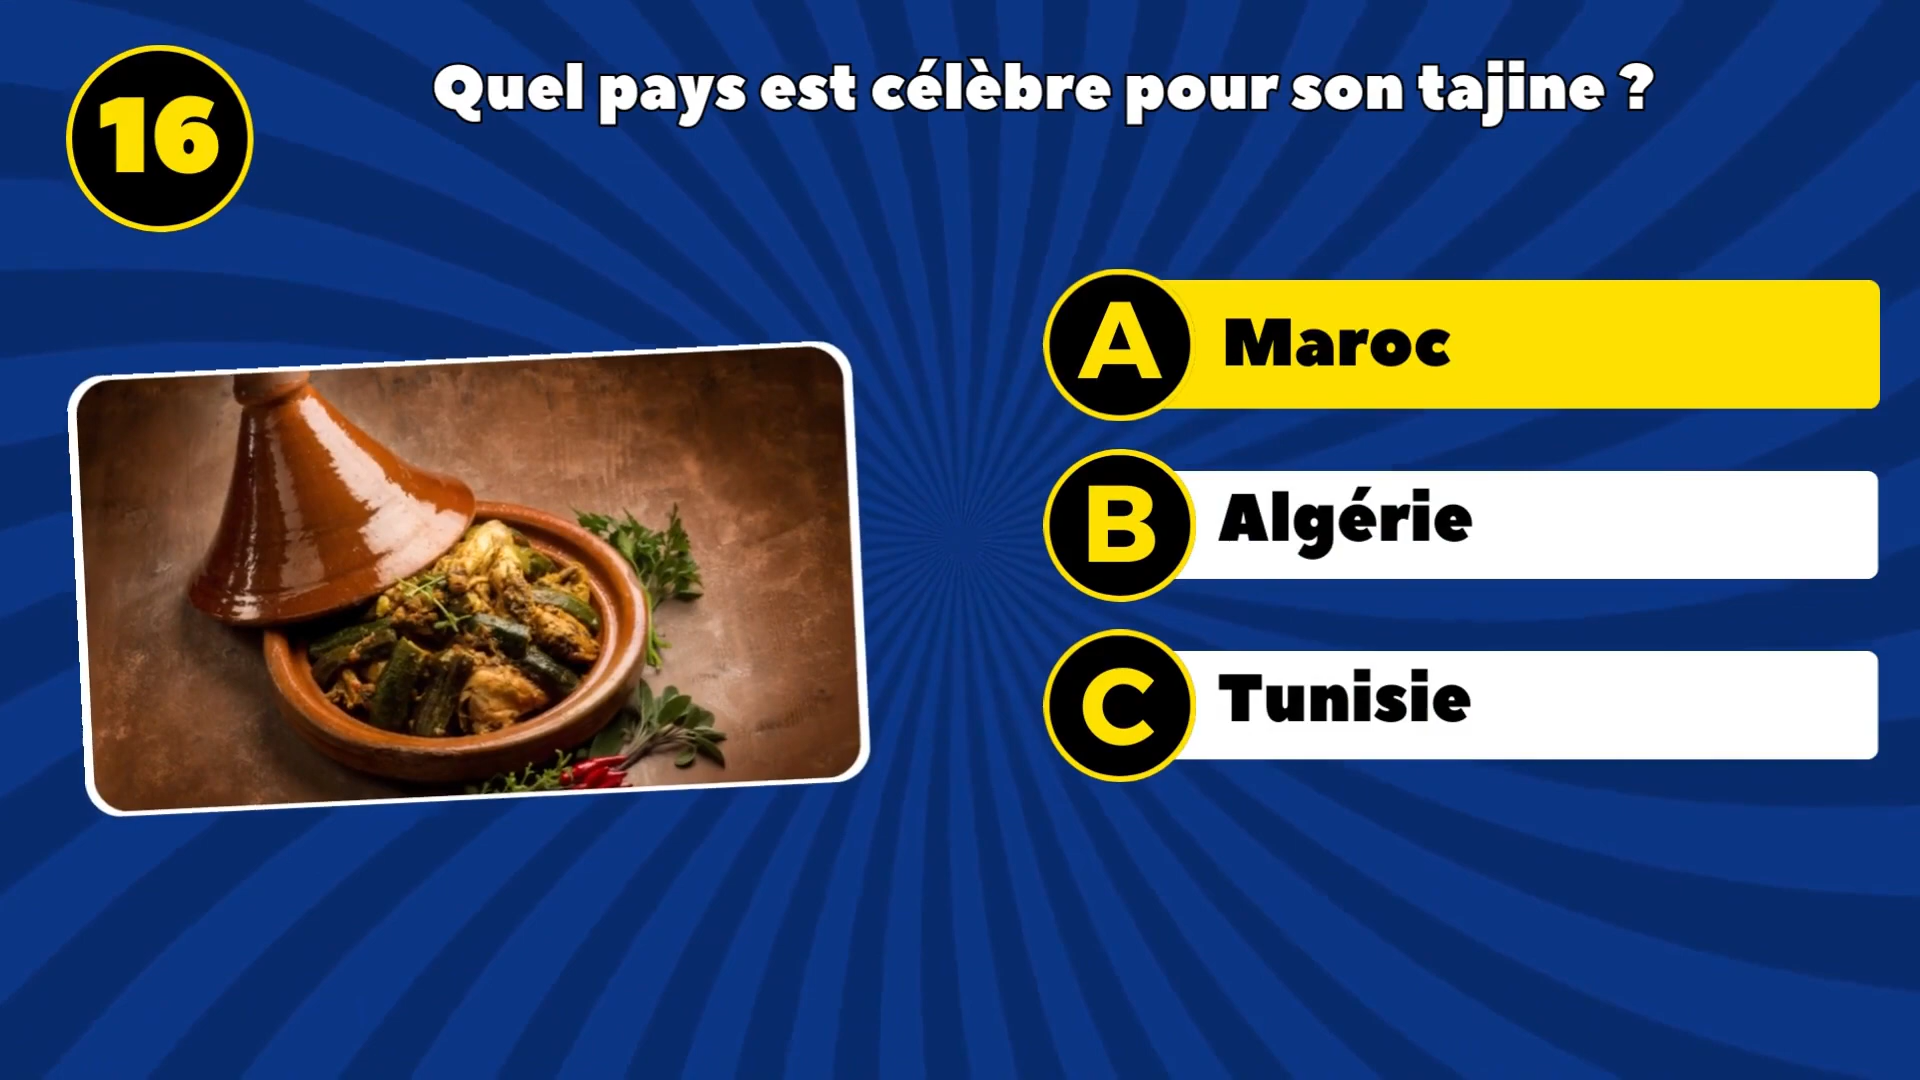 16
Quel pays est célèbre pour son tajine ?
A Maroc
B Algérie
C Tunisie